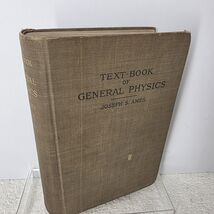 TEXT-BOOK
OF
GENERAL PHYSICS
JOSEPH S. AMES